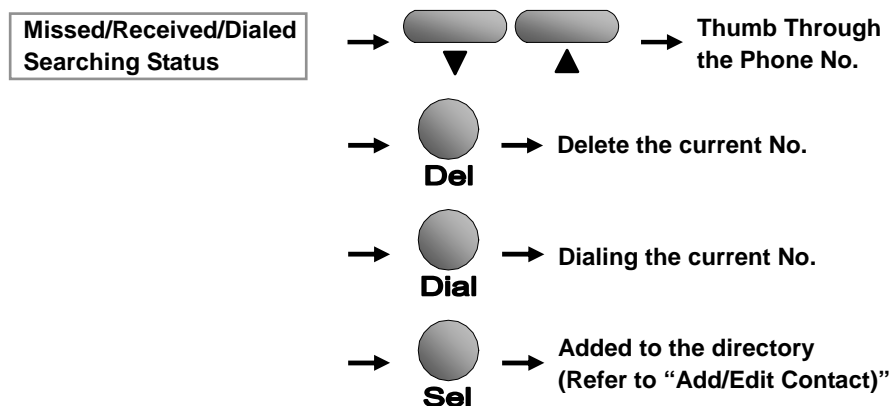 Missed/Received/Dialed
Searching Status
▼ ▲
Thumb Through
the Phone No.
Del
Delete the current No.
Dial
Dialing the current No.
Sel
Added to the directory
(Refer to “Add/Edit Contact)”